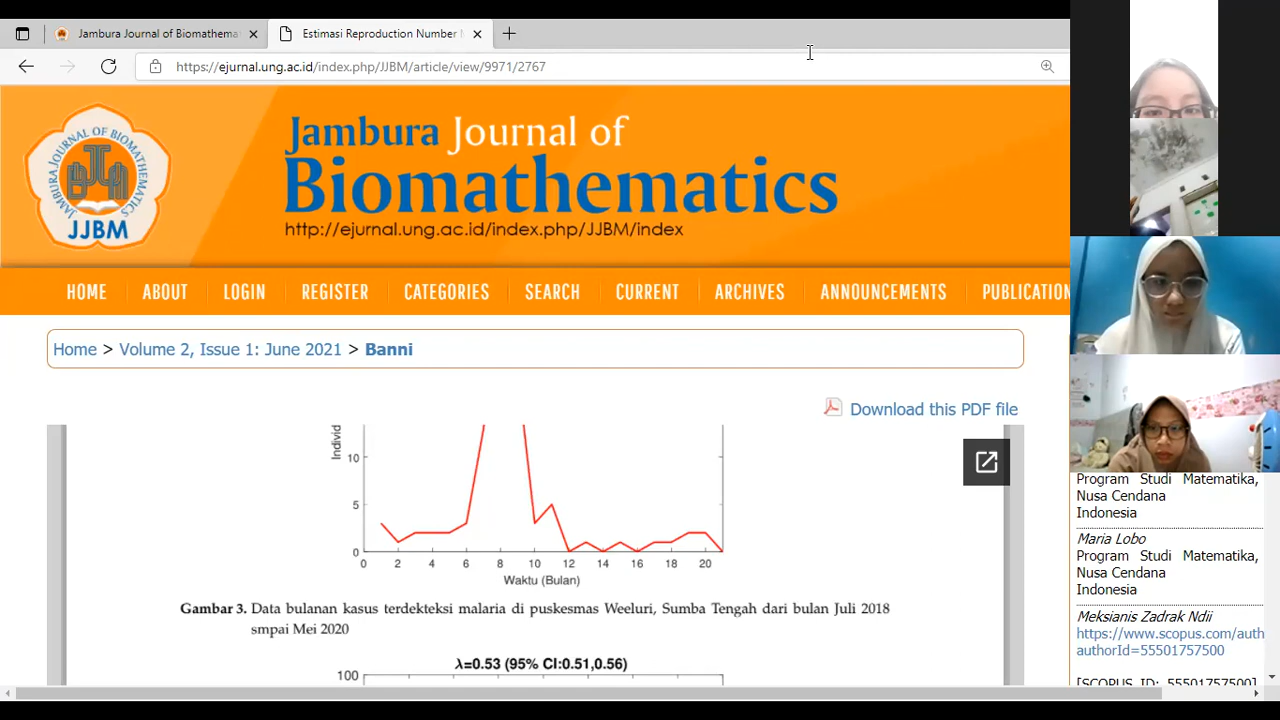 Jambura Journal of Biomathema
Estimasi Reproduction Number
https://ejurnal.ung.ac.id/index.php/JJBM/article/view/9971/2767
JAMBURA JOURNAL OF BIOMATHEMATICS
JJBM
Jambura Journal of
Biomathematics
http://ejurnal.ung.ac.id/index.php/JJBM/index
HOME ABOUT LOGIN REGISTER CATEGORIES SEARCH CURRENT ARCHIVES ANNOUNCEMENTS PUBLICATION
Home > Volume 2, Issue 1: June 2021 > Banni
Download this PDF file
Individ
10
5
0
0 2 4 6 8 10 12 14 16 18 20
Waktu (Bulan)
Gambar 3. Data bulanan kasus terdekteksi malaria di puskesmas Weeluri, Sumba Tengah dari bulan Juli 2018
smpai Mei 2020
λ=0.53 (95% CI:0.51,0.56)
100
Program Studi Matematika,
Nusa Cendana
Indonesia
Maria Lobo
Program Studi Matematika,
Nusa Cendana
Indonesia
Meksianis Zadrak Ndii
https://www.scopus.com/auth
authorId=55501757500
[SCOPUS ID: 55501757500]